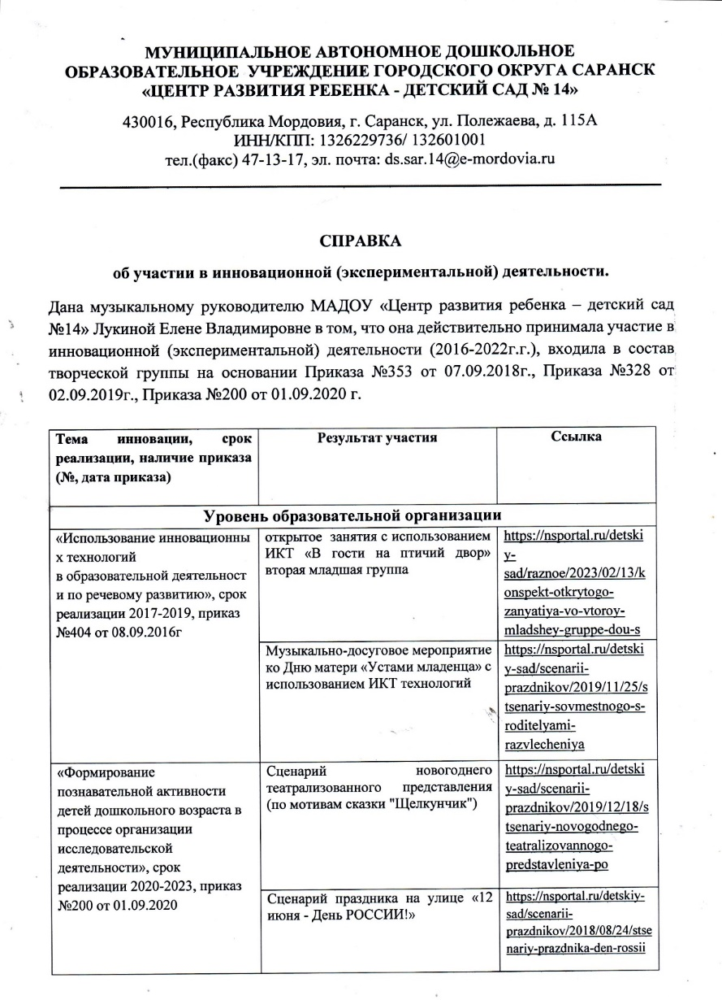 МУНИЦИПАЛЬНОЕ АВТОНОМНОЕ ДОШКОЛЬНОЕ
ОБРАЗОВАТЕЛЬНОЕ УЧРЕЖДЕНИЕ ГОРОДСКОГО ОКРУГА САРАНСК
«ЦЕНТР РАЗВИТИЯ РЕБЕНКА - ДЕТСКИЙ САД № 14»
430016, Республика Мордовия, г. Саранск, ул. Полежаева, д. 115А
ИНН/КПП: 1326229736/ 132601001
тел.(факс) 47-13-17, эл. почта: ds.sar.14@e-mordovia.ru
СПРАВКА
об участии в инновационной (экспериментальной) деятельности.
Дана музыкальному руководителю МАДОУ «Центр развития ребенка – детский сад
№14» Лукиной Елене Владимировне в том, что она действительно принимала участие в
инновационной (экспериментальной) деятельности (2016-2022г.г.), входила в состав
творческой группы на основании Приказа №353 от 07.09.2018г., Приказа №328 от
02.09.2019г., Приказа №200 от 01.09.2020 г.
Тема инновации, срок
реализации, наличие приказа
(№, дата приказа)
Результат участия
Ссылка
Уровень образовательной организации
«Использование инновационны
х технологий
в образовательной деятельност
и по речевому развитию», срок
реализации 2017-2019, приказ
№404 от 08.09.2016г
открытое занятия с использованием
ИКТ «В гости на птичий двор»
вторая младшая группа
https://nsportal.ru/detski
y-
sad/raznoe/2023/02/13/k
onspekt-otkrytogo-
zanyatiya-vo-vtoroy-
mladshey-gruppe-dou-s
Музыкально-досуговое мероприятие
ко Дню матери «Устами младенца» с
использованием ИКТ технологий
https://nsportal.ru/detski
y-sad/scenarii-
prazdnikov/2019/11/25/s
tsenariy-sovmestnogo-s-
roditelyami-
razvlecheniya
«Формирование
познавательной активности
детей дошкольного возраста в
процессе организации
исследовательской
деятельности», срок
реализации 2020-2023, приказ
№200 от 01.09.2020
Сценарий новогоднего
театрализованного представления
(по мотивам сказки "Щелкунчик")
https://nsportal.ru/detski
y-sad/scenarii-
prazdnikov/2019/12/18/s
tsenariy-novogodnego-
teatralizovannogo-
predstavleniya-po
Сценарий праздника на улице «12
июня - День РОССИИ!»
https://nsportal.ru/detskiy-
sad/scenarii-
prazdnikov/2018/08/24/stse
nariy-prazdnika-den-rossii